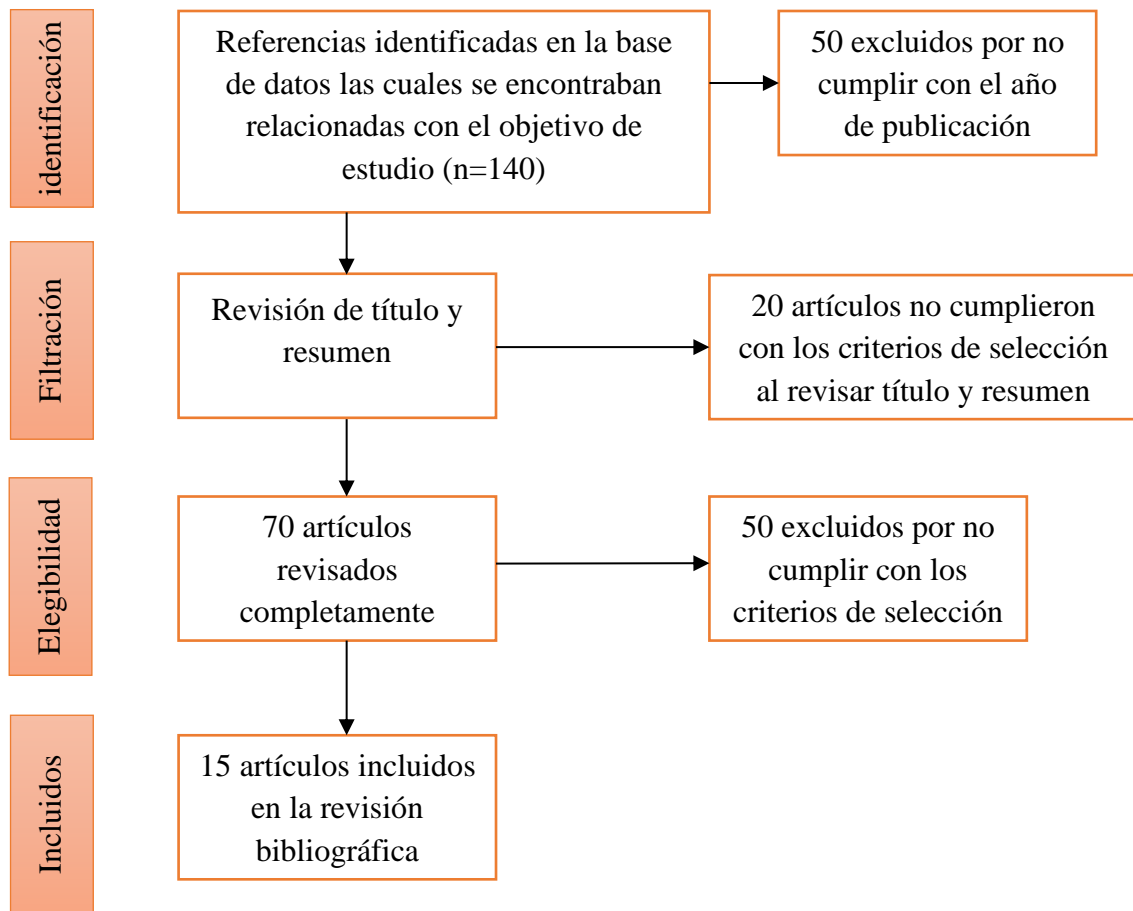 identificación
Referencias identificadas en la base
de datos las cuales se encontraban
relacionadas con el objetivo de
estudio (n=140)
50 excluidos por no
cumplir con el año
de publicación
Filtración
Revisión de título y
resumen
20 artículos no cumplieron
con los criterios de selección
al revisar título y resumen
Elegibilidad
70 artículos
revisados
completamente
50 excluidos por no
cumplir con los
criterios de selección
Incluidos
15 artículos incluidos
en la revisión
bibliográfica